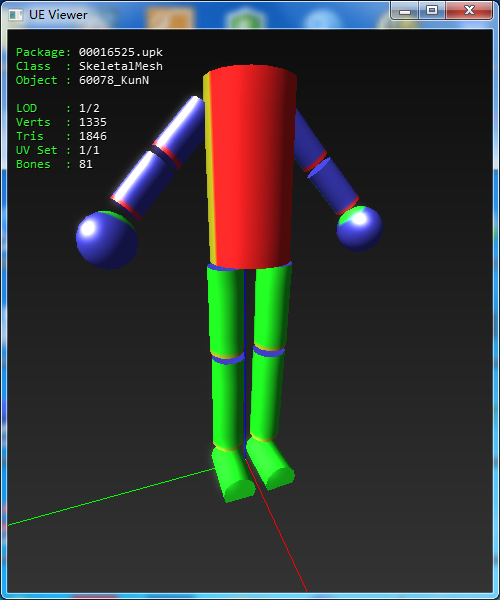 UE Viewer
Package: 00016525.upk
Class : SkeletalMesh
Object : 60078_KunN
LOD : 1/2
Verts : 1335
Tris : 1846
UV Set : 1/1
Bones : 81